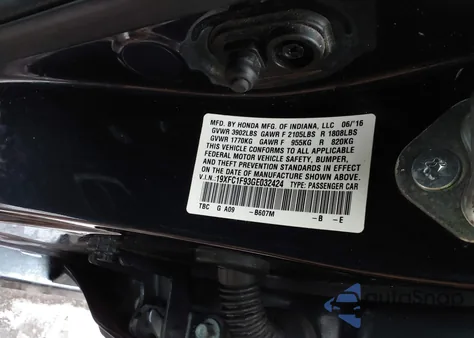 MFD. BY HONDA MFG. OF INDIANA, LLC 06/'16
GVWR 3902LBS GAWR F 2105LBS R 1808LBS
GVWR 1770KG GAWR F 955KG R 820KG
THIS VEHICLE CONFORMS TO ALL APPLICABLE
FEDERAL MOTOR VEHICLE SAFETY, BUMPER,
AND THEFT PREVENTION STANDARDS IN EFFECT
ON THE DATE OF MANUFACTURE SHOWN ABOVE.
V.I.N.: 19XFC1F93GE032424 TYPE: PASSENGER CAR
TBC G A09 -B607M -B -E
AutoSnap